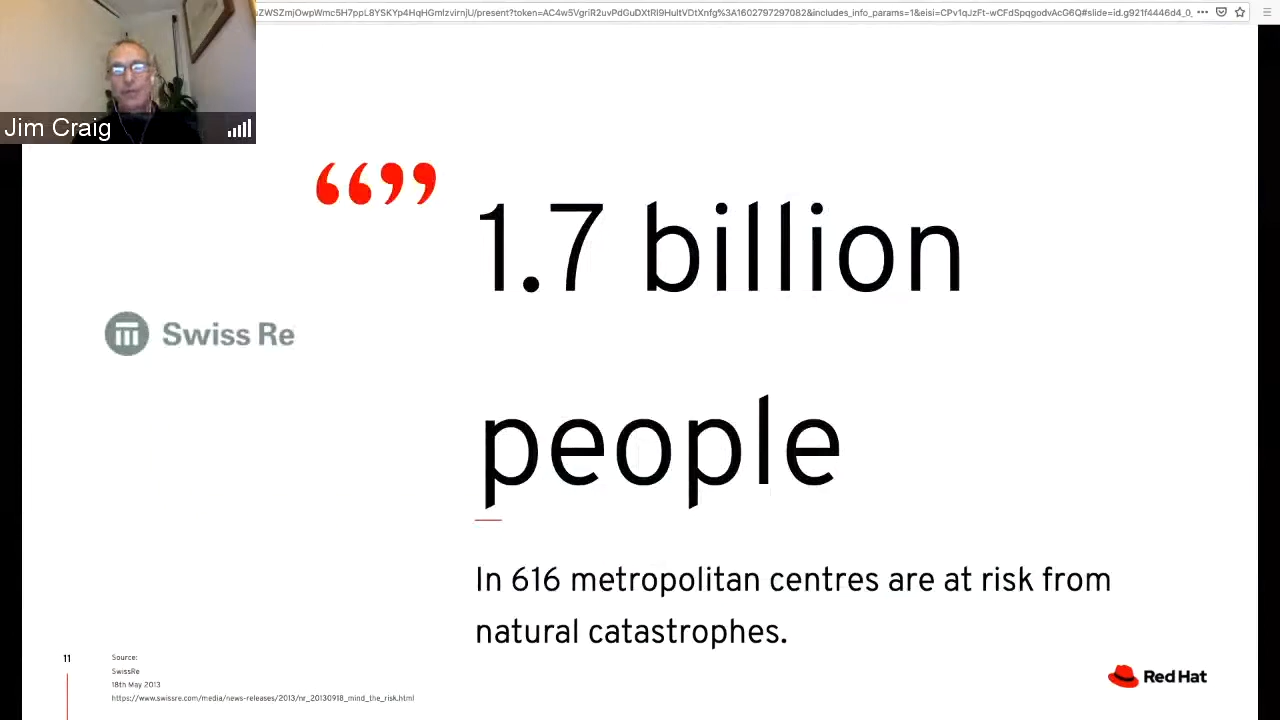 Jim Craig
““””
1.7 billion
people
Swiss Re
In 616 metropolitan centres are at risk from
natural catastrophes.
11
Source:
SwissRe
18th May 2013
https://www.swissre.com/media/news-releases/2013/nr_20130918_mind_the_risk.html
Red Hat